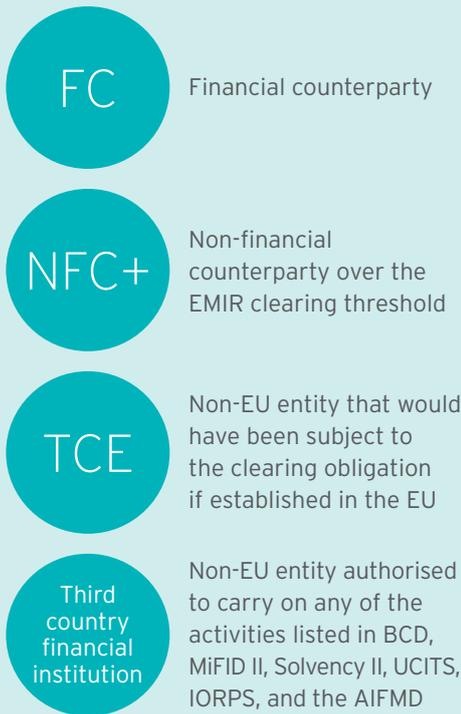 FC
Financial counterparty
NFC+
Non-financial
counterparty over the
EMIR clearing threshold
TCE
Non-EU entity that would
have been subject to
the clearing obligation
if established in the EU
Third
country
financial
institution
Non-EU entity authorised
to carry on any of the
activities listed in BCD,
MiFID II, Solvency II, UCITS,
IORPS, and the AIFMD